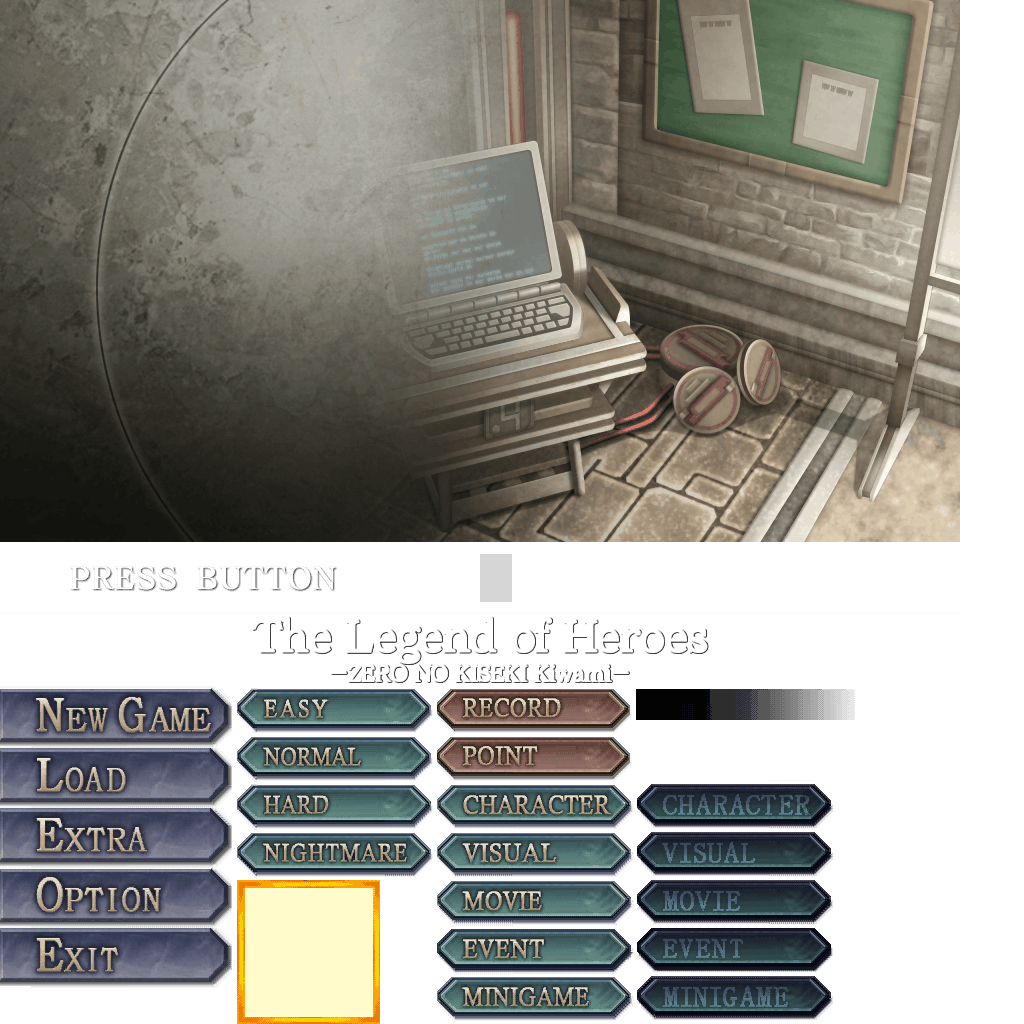 PRESS BUTTON
The Legend of Heroes
—ZERO NO KISEKI Kiwami—
NEW GAME
LOAD
EXTRA
OPTION
EXIT
EASY
NORMAL
HARD
NIGHTMARE
RECORD
POINT
CHARACTER
VISUAL
MOVIE
EVENT
MINIGAME
CHARACTER
VISUAL
MOVIE
EVENT
MINIGAME